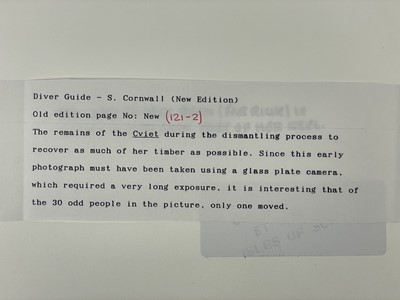 Diver Guide - S. Cornwall (New Edition)
Old edition page No: New (121-2)
The remains of the Cviet during the dismantling process to
recover as much of her timber as possible. Since this early
photograph must have been taken using a glass plate camera,
which required a very long exposure, it is interesting that of
the 30 odd people in the picture, only one moved.